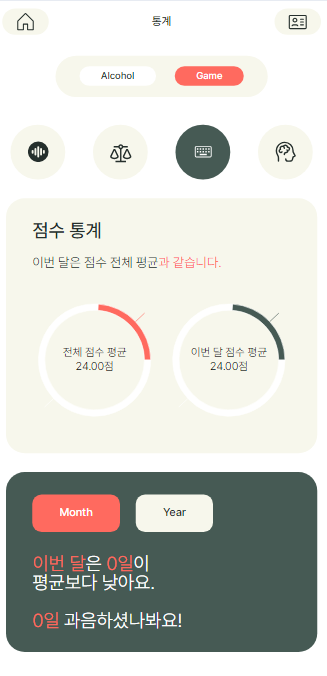 통계
Alcohol Game
점수 통계
이번 달은 점수 전체 평균과 같습니다.
전체 점수 평균
24.00점
이번 달 점수 평균
24.00점
Month Year
이번 달은 0일이
평균보다 낮아요.
0일 과음하셨나봐요!